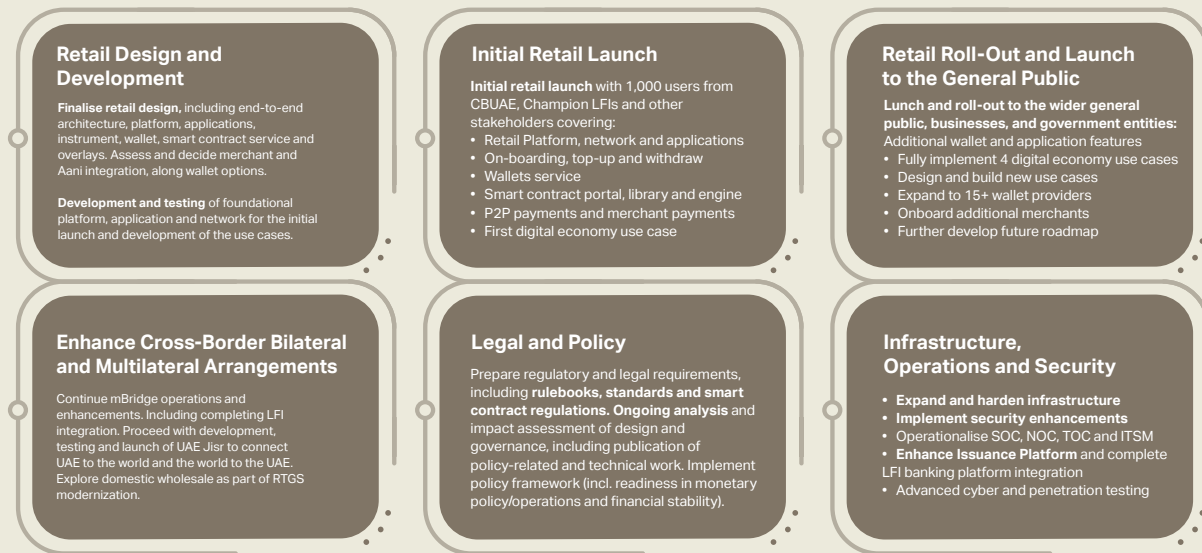 Retail Design and
Development
Finalise retail design, including end-to-end
architecture, platform, applications,
instrument, wallet, smart contract service and
overlays. Assess and decide merchant and
Aani integration, along wallet options.
Development and testing of foundational
platform, application and network for the initial
launch and development of the use cases.
Initial Retail Launch
Initial retail launch with 1,000 users from
CBUAE, Champion LFIs and other
stakeholders covering:
• Retail Platform, network and applications
• On-boarding, top-up and withdraw
• Wallets service
• Smart contract portal, library and engine
• P2P payments and merchant payments
• First digital economy use case
Retail Roll-Out and Launch
to the General Public
Lunch and roll-out to the wider general
public, businesses, and government entities:
Additional wallet and application features
• Fully implement 4 digital economy use cases
• Design and build new use cases
• Expand to 15+ wallet providers
• Onboard additional merchants
• Further develop future roadmap
Enhance Cross-Border Bilateral
and Multilateral Arrangements
Continue mBridge operations and
enhancements. Including completing LFI
integration. Proceed with development,
testing and launch of UAE Jisr to connect
UAE to the world and the world to the UAE.
Explore domestic wholesale as part of RTGS
modernization.
Legal and Policy
Prepare regulatory and legal requirements,
including rulebooks, standards and smart
contract regulations. Ongoing analysis and
impact assessment of design and
governance, including publication of
policy-related and technical work. Implement
policy framework (incl. readiness in monetary
policy/operations and financial stability).
Infrastructure,
Operations and Security
• Expand and harden infrastructure
• Implement security enhancements
• Operationalise SOC, NOC, TOC and ITSM
• Enhance Issuance Platform and complete
LFI banking platform integration
• Advanced cyber and penetration testing